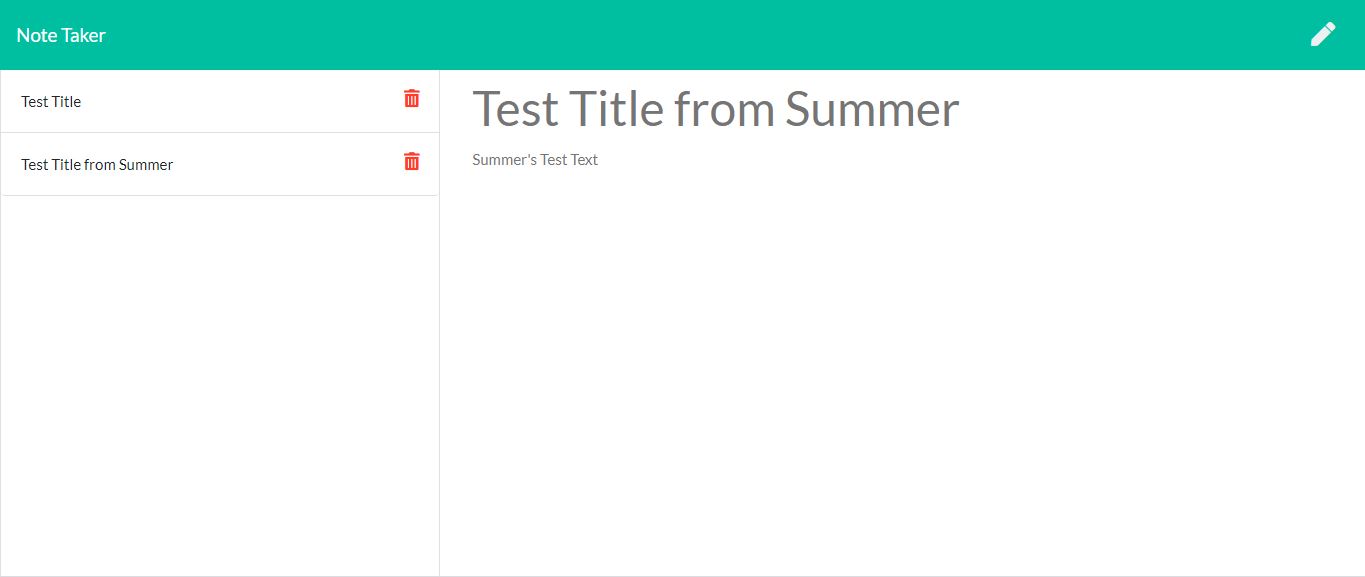 Note Taker
Test Title
Test Title from Summer
Test Title from Summer
Summer's Test Text